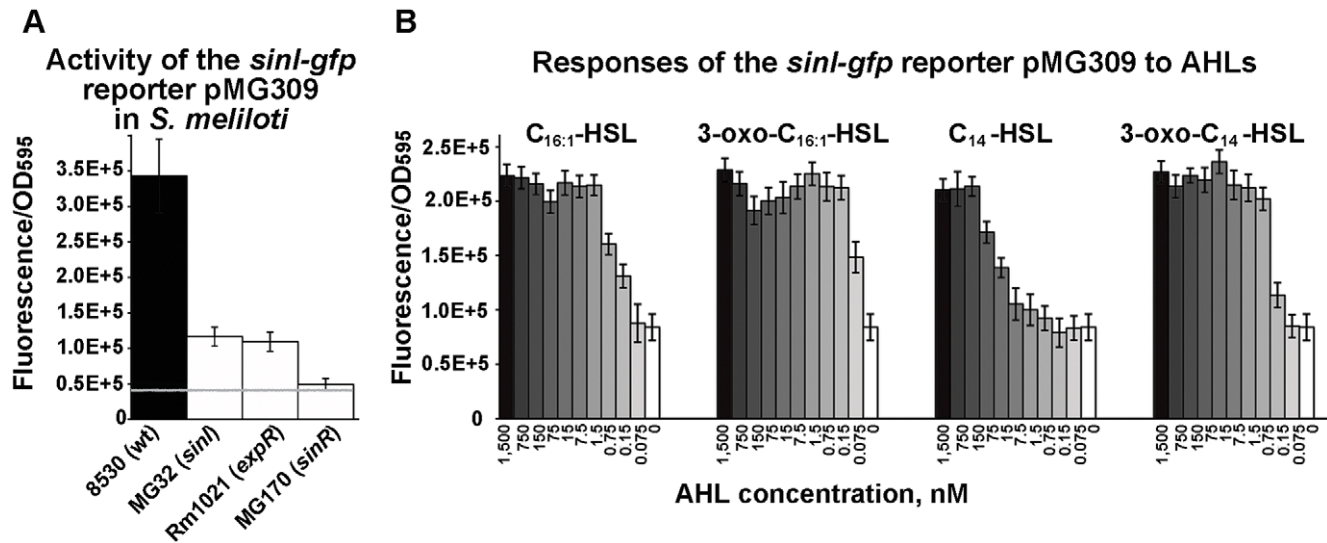 A
Activity of the sinI-gfp
reporter pMG309
in S. meliloti
Fluorescence/OD595
3.5E+5
3.0E+5
2.5E+5
2.0E+5
1.5E+5
1.0E+5
0.5E+5
0
8530 (wt)
MG32 (sinI)
Rm1021 (expR)
MG170 (sinR)
B
Responses of the sinI-gfp reporter pMG309 to AHLs
C16:1-HSL 3-oxo-C16:1-HSL C14-HSL 3-oxo-C14-HSL
Fluorescence/OD595
2.5E+5
2.0E+5
1.5E+5
1.0E+5
0.5E+5
0
1,500 750 150 75 15 7.5 1.5 0.75 0.15 0.075 0
1,500 750 150 75 15 7.5 1.5 0.75 0.15 0.075 0
1,500 750 150 75 15 7.5 1.5 0.75 0.15 0.075 0
1,500 750 150 75 15 7.5 1.5 0.75 0.15 0.075 0
AHL concentration, nM